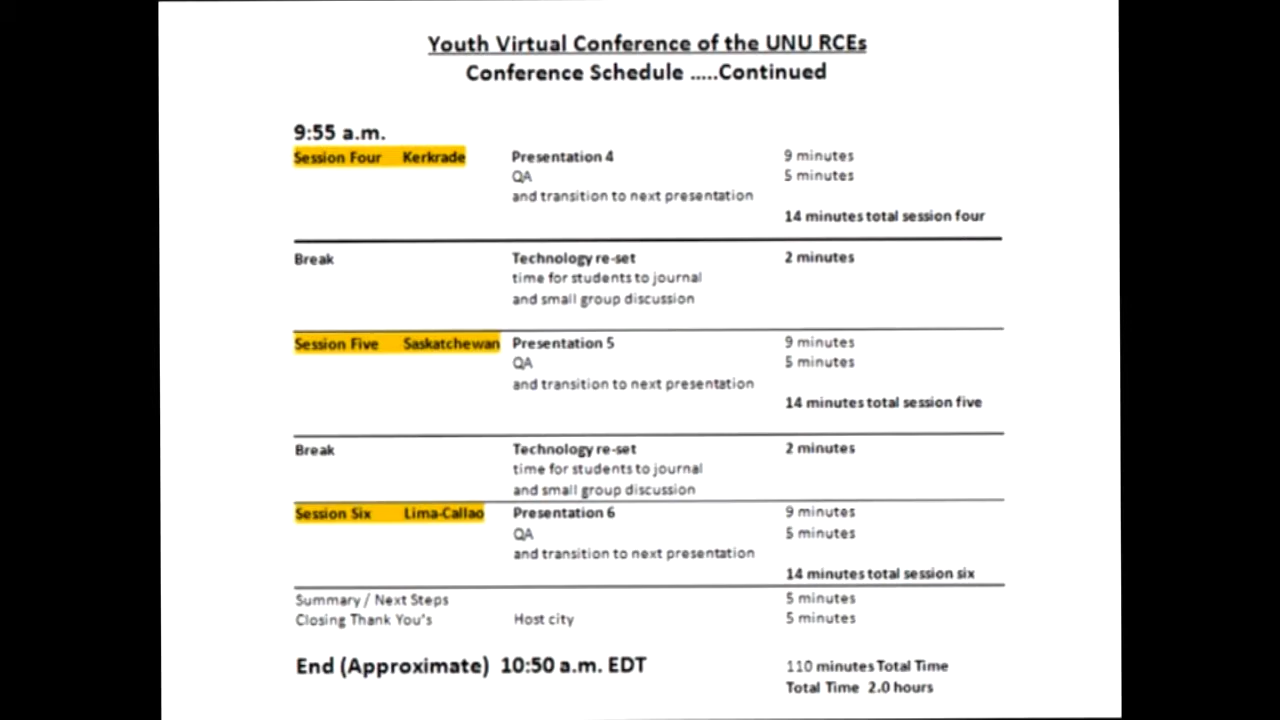 Youth Virtual Conference of the UNU RCEs
Conference Schedule .....Continued
9:55 a.m.
Session Four Kerkrade Presentation 4 9 minutes
QA 5 minutes
and transition to next presentation
14 minutes total session four
Break Technology re-set 2 minutes
time for students to journal
and small group discussion
Session Five Saskatchewan Presentation 5 9 minutes
QA 5 minutes
and transition to next presentation
14 minutes total session five
Break Technology re-set 2 minutes
time for students to journal
and small group discussion
Session Six Lima-Callao Presentation 6 9 minutes
QA 5 minutes
and transition to next presentation
14 minutes total session six
Summary / Next Steps 5 minutes
Closing Thank You's Host city 5 minutes
End (Approximate) 10:50 a.m. EDT 110 minutes Total Time
Total Time 2.0 hours